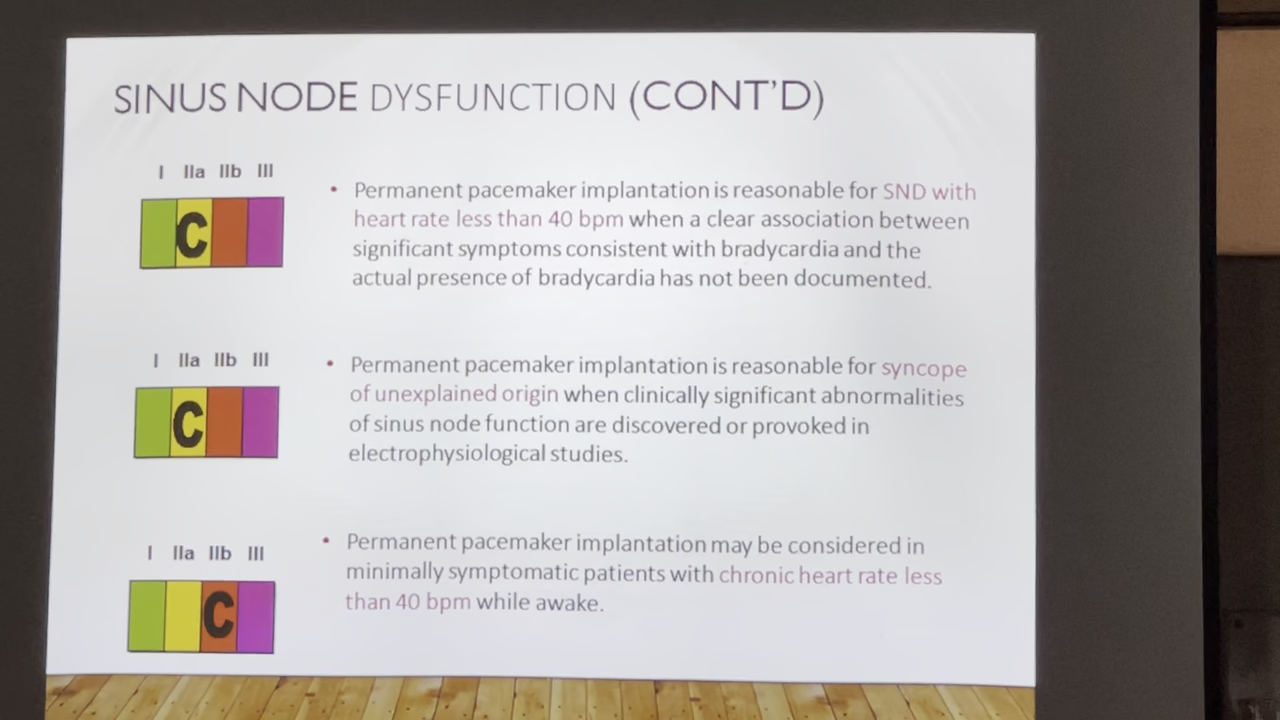 SINUS NODE DYSFUNCTION (CONT'D)
I IIa IIb III
C
• Permanent pacemaker implantation is reasonable for SND with
heart rate less than 40 bpm when a clear association between
significant symptoms consistent with bradycardia and the
actual presence of bradycardia has not been documented.
I IIa IIb III
C
• Permanent pacemaker implantation is reasonable for syncope
of unexplained origin when clinically significant abnormalities
of sinus node function are discovered or provoked in
electrophysiological studies.
I IIa IIb III
C
• Permanent pacemaker implantation may be considered in
minimally symptomatic patients with chronic heart rate less
than 40 bpm while awake.